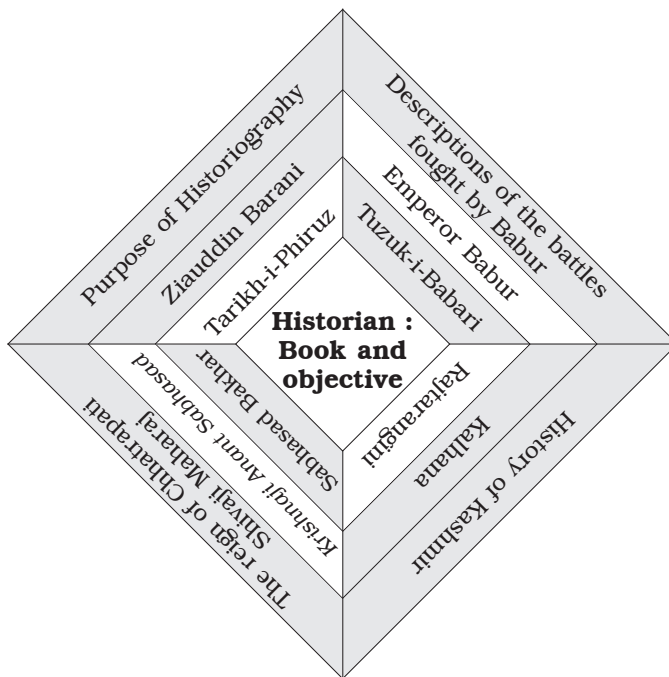 Purpose of Historiography
Ziauddin Barani
Tarikh-i-Phiruz
Descriptions of the battles
fought by Babur
Emperor Babur
Tuzuk-i-Babari
Historian :
Book and
objective
Sabhasad Bakhar
Krishnaji Anant Sabhasad
The reign of Chhatrapati
Shivaji Maharaj
Rajtarangini
Kalhana
History of Kashmir